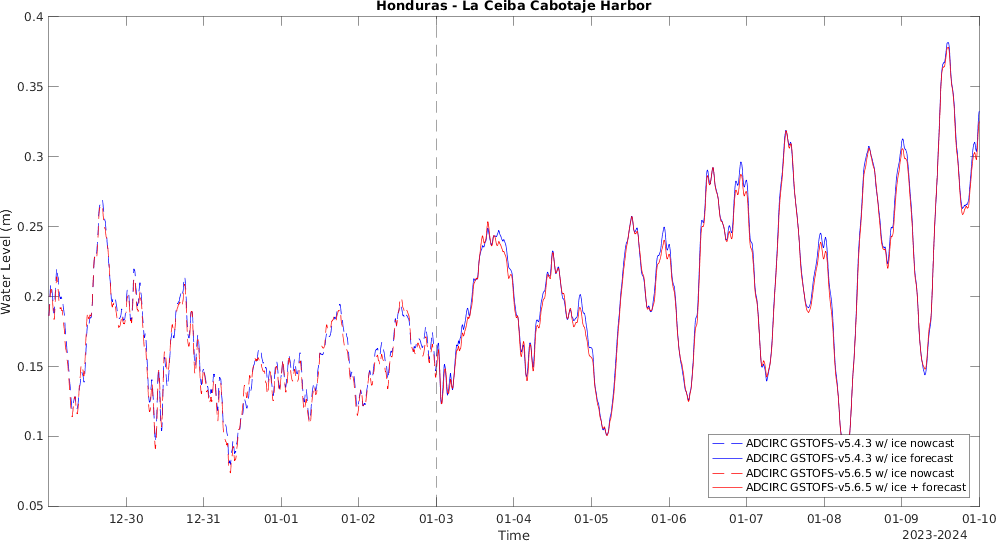 Honduras - La Ceiba Cabotaje Harbor
0.4
0.35
0.3
0.25
0.2
0.15
0.1
0.05
Water Level (m)
ADCIRC GSTOFS-v5.4.3 w/ ice nowcast
ADCIRC GSTOFS-v5.4.3 w/ ice forecast
ADCIRC GSTOFS-v5.6.5 w/ ice nowcast
ADCIRC GSTOFS-v5.6.5 w/ ice + forecast
12-30 12-31 01-01 01-02 01-03 01-04 01-05 01-06 01-07 01-08 01-09 01-10
Time
2023-2024